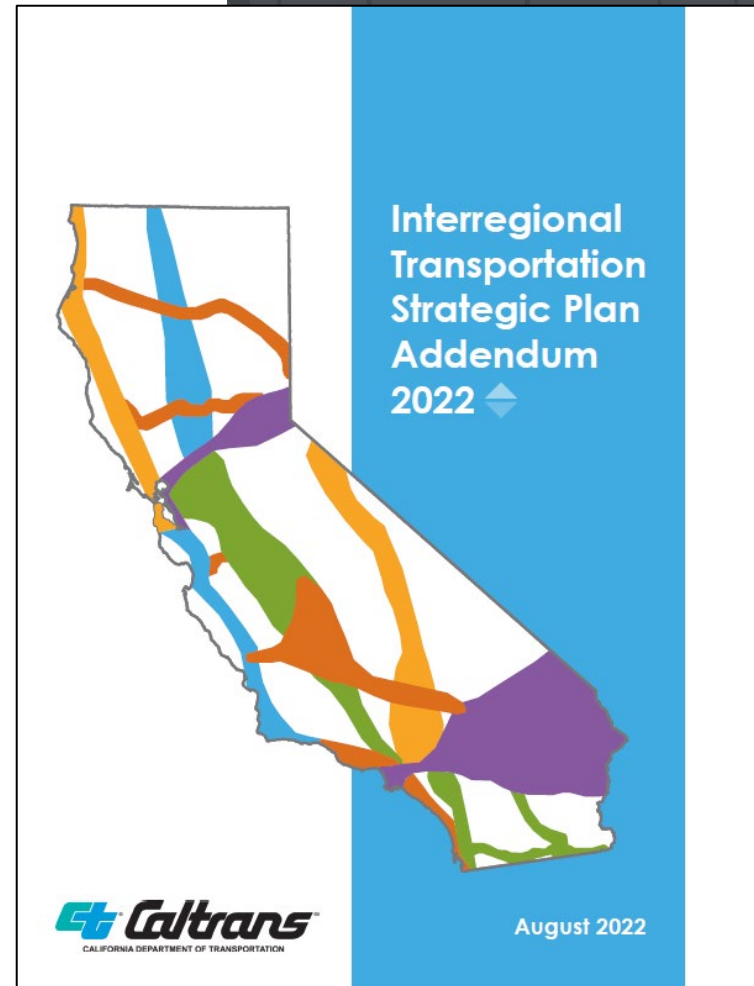 Interregional
Transportation
Strategic Plan
Addendum
2022
Caltrans
CALIFORNIA DEPARTMENT OF TRANSPORTATION
August 2022